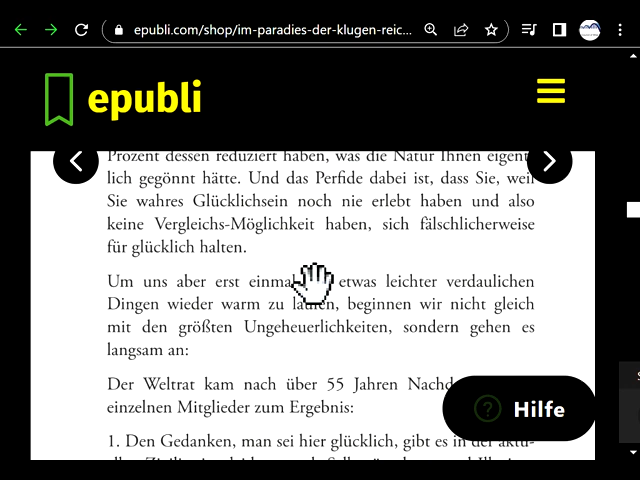 epubli.com/shop/im-paradies-der-klugen-reic...
epubli
Prozent dessen reduziert haben, was die Natur Ihnen eigent-
lich gegönnt hätte. Und das Perfide dabei ist, dass Sie, weil
Sie wahres Glücklichsein noch nie erlebt haben und also
keine Vergleichs-Möglichkeit haben, sich fälschlicherweise
für glücklich halten.
Um uns aber erst einmal etwas leichter verdaulichen
Dingen wieder warm zu laufen, beginnen wir nicht gleich
mit den größten Ungeheuerlichkeiten, sondern gehen es
langsam an:
Der Weltrat kam nach über 55 Jahren
einzelnen Mitglieder zum Ergebnis:
? Hilfe
1. Den Gedanken, man sei hier glücklich, gibt es in der aktu-